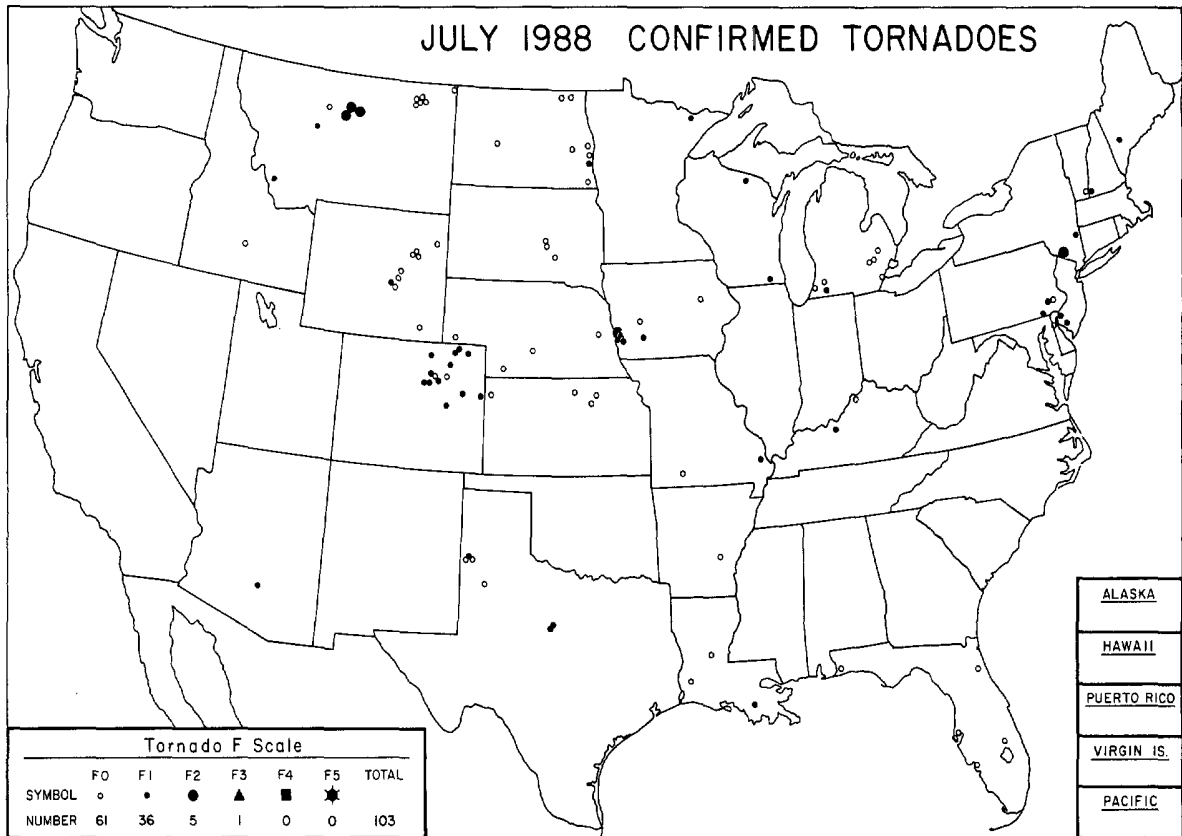 JULY 1988 CONFIRMED TORNADOES
ALASKA
HAWAII
PUERTO RICO
VIRGIN IS.
PACIFIC
Tornado F Scale
F0 F1 F2 F3 F4 F5 TOTAL
SYMBOL
NUMBER 61 36 5 1 0 0 103